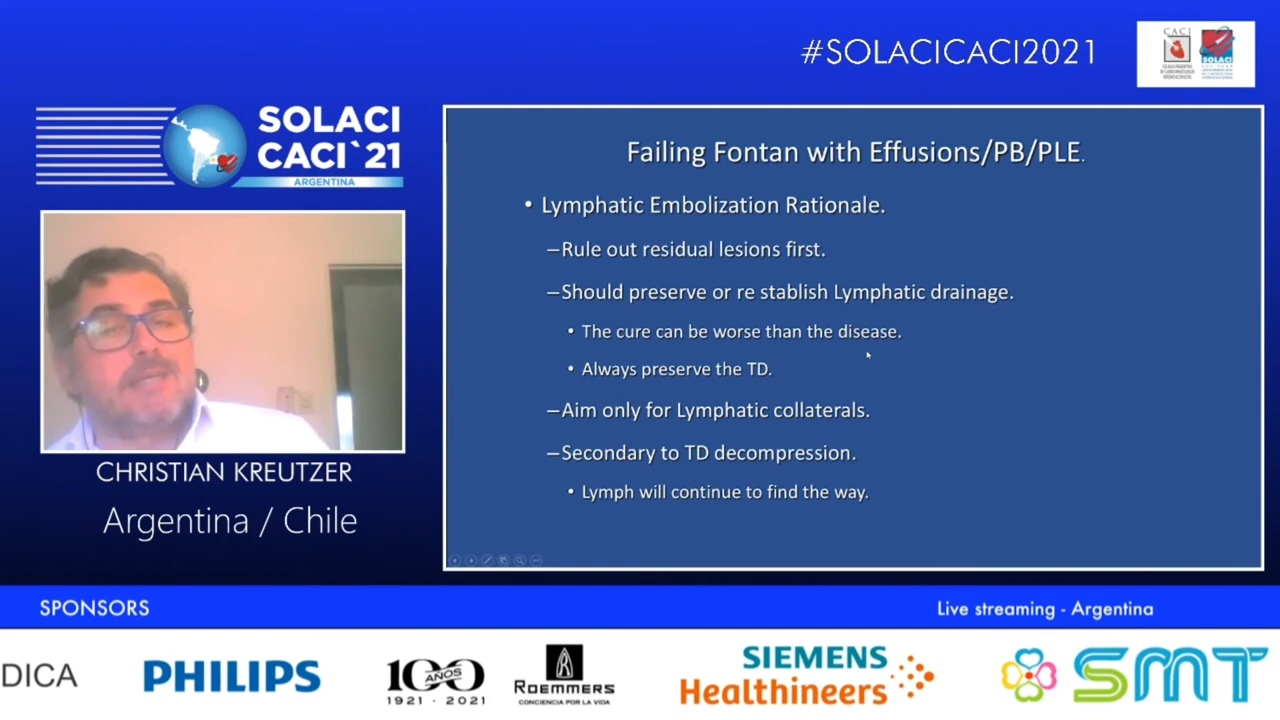 #SOLACICACI2021
CACI
SOLACI
SOLACI
CACI`21
ARGENTINA
Failing Fontan with Effusions/PB/PLE.
• Lymphatic Embolization Rationale.
–Rule out residual lesions first.
–Should preserve or re stablish Lymphatic drainage.
• The cure can be worse than the disease.
• Always preserve the TD.
–Aim only for Lymphatic collaterals.
–Secondary to TD decompression.
• Lymph will continue to find the way.
CHRISTIAN KREUTZER
Argentina / Chile
SPONSORS
Live streaming - Argentina
DICA
PHILIPS
100
AÑOS
1921 - 2021
ROEMMERS
CONCIENCIA POR LA VIDA
SIEMENS
Healthineers
SMT